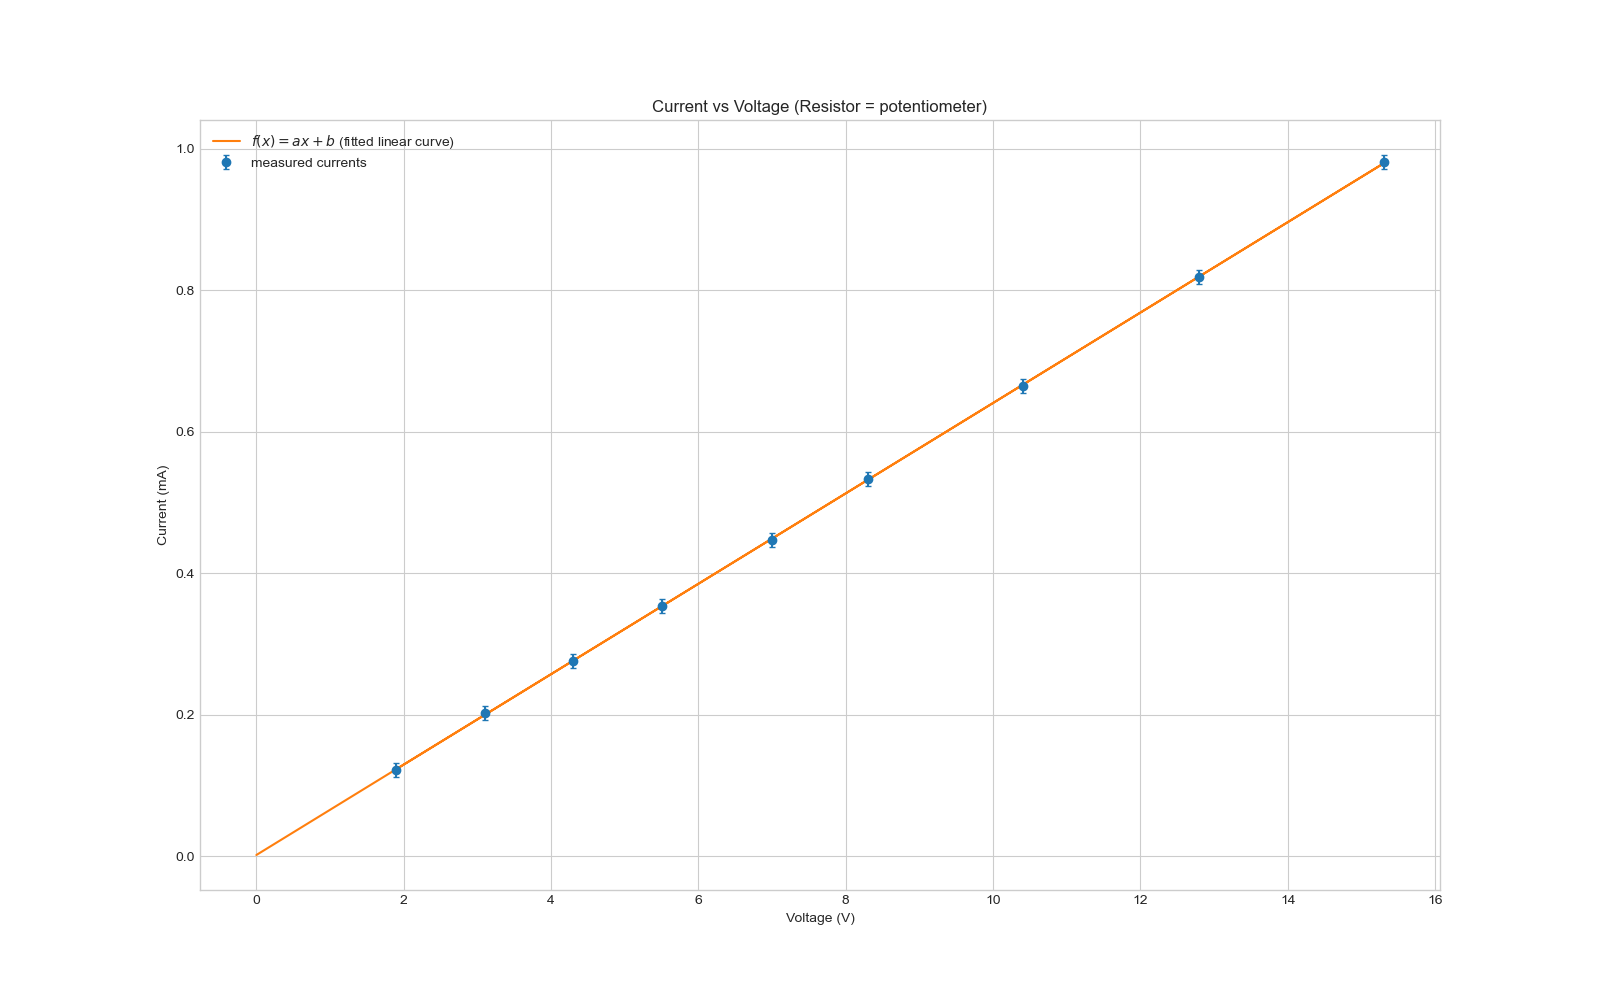 Current vs Voltage (Resistor = potentiometer)
f(x) = ax + b (fitted linear curve)
measured currents
1.0
0.8
0.6
0.4
0.2
0.0
Current (mA)
0 2 4 6 8 10 12 14 16
Voltage (V)